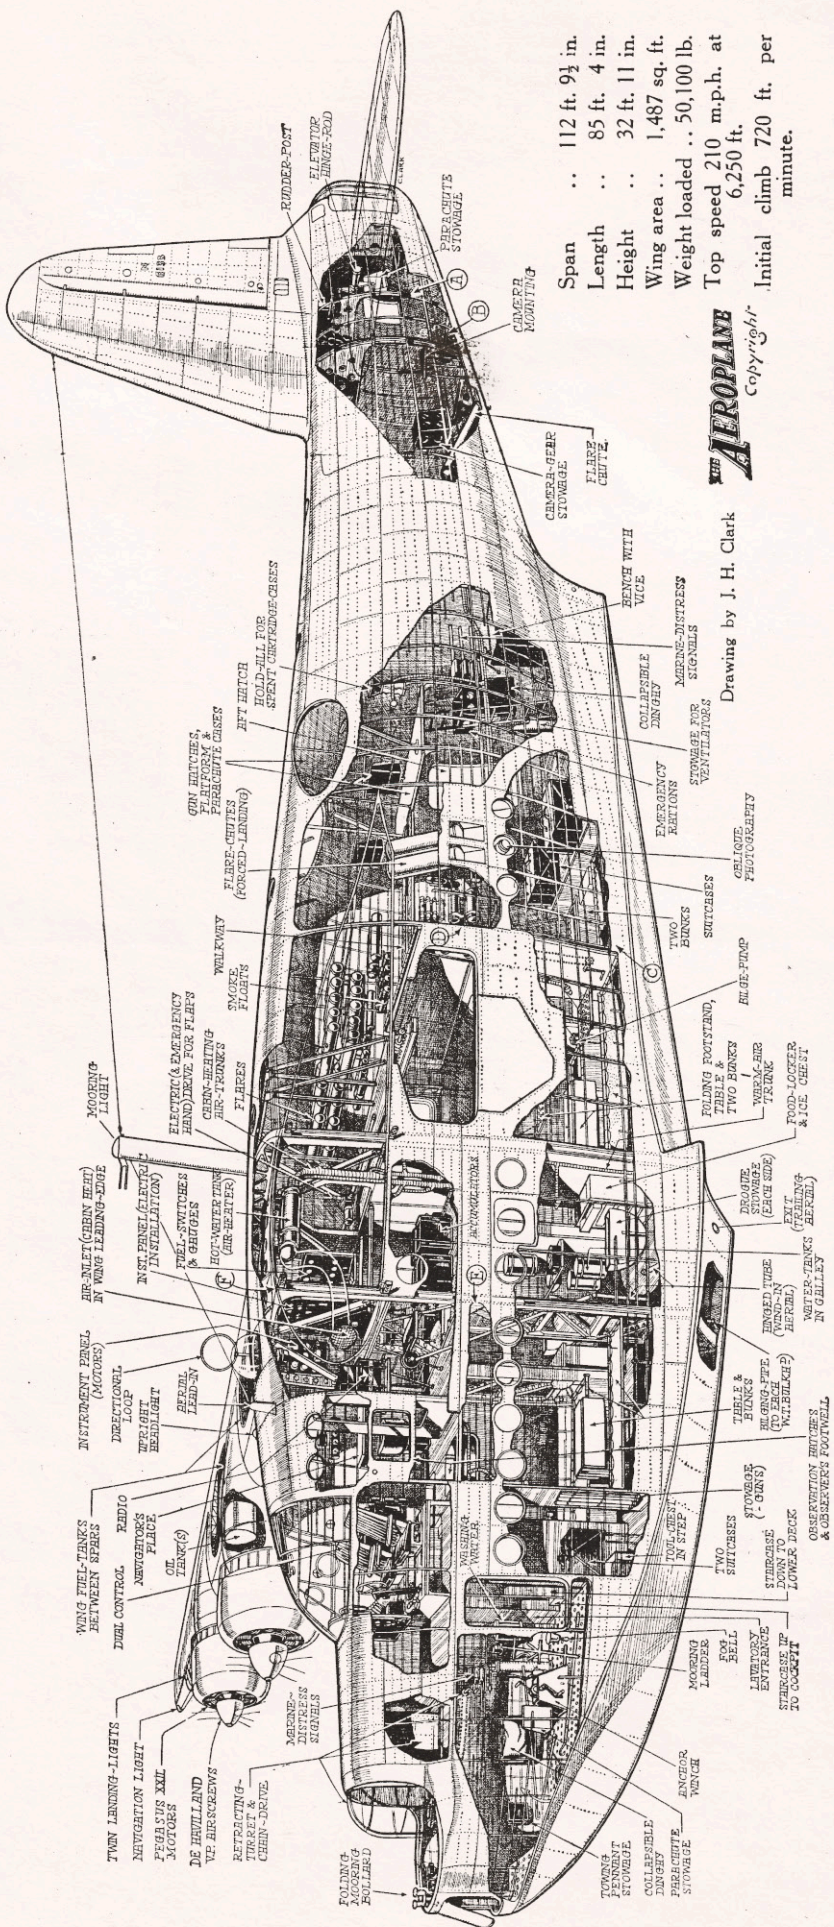 TWIN LANDING-LIGHTS
NAVIGATION LIGHT
PEGASUS XXII
MOTORS
DE HAVILLAND
V.P. AIRSCREWS
RETRACTING
TURRET &
CHAIN-DRIVE
FOLDING
MOORING
BOLLARD
WING FUEL-TANKS
BETWEEN SPARS
DUAL CONTROL
RADIO
NAVIGATOR'S
PLACE
OIL
TANK(S)
MARINE-
DISTRESS
SIGNALS
INSTRUMENT PANEL
(MOTORS)
DIRECTIONAL
LOOP
UPRIGHT
HEADLIGHT
AERIAL
LEAD-IN
AIR-INLET (CABIN HEAT)
IN WING LEADING-EDGE
MOORING
LIGHT
INST. PANEL (ELECTRIC
INSTALLATION)
FUEL-SWITCHES
& GAUGES
HOT-WATER TANK
(AIR-HEATER)
F
ELECTRIC (& EMERGENCY
HAND) DRIVE FOR FLAPS
CABIN-HEATING
AIR-TRUNKS
FLARES
SMOKE
FLOATS
WALKWAY
GUN HATCHES,
PLATFORM &
PARACHUTE CASES
FLARE-CHUTES
(FORCED-LANDING)
AFT HATCH
HOLD-ALL FOR
SPENT CARTRIDGE-CASES
RUDDER-POST
ELEVATOR
HINGE-ROD
PARACHUTE
STOWAGE
A
B
CAMERA
MOUNTING
CLARK
WASHING
WATER
ACCUMULATORS
E
D
C
TOWING
PENNANT
STOWAGE
COLLAPSIBLE
DINGHY
PARACHUTE
STOWAGE
ANCHOR
WINCH
MOORING
LADDER
FOG
BELL
LAVATORY
ENTRANCE
STAIRCASE UP
TO COCKPIT
TOOL-CHEST
IN STEP
TWO
SUITCASES
STAIRCASE
DOWN TO
LOWER DECK
STOWAGE
(-GUNS)
OBSERVATION HATCHES
& OBSERVER'S FOOTWELL
TABLE &
BUNKS
BILGING-PIPE
(TO EACH
W.T. BULKH'D)
HINGED TUBE
(WIND-IN
AERIAL)
WATER-TANKS
IN GALLEY
DROGUE
STOWAGE
(EACH SIDE)
EXIT
(TRAILING
AERIAL)
FOLDING FOOTSTAND,
TABLE &
TWO BUNKS
WARM-AIR
TRUNK
FOOD-LOCKER
& ICE CHEST
BILGE-PUMP
TWO
BUNKS
SUITCASES
OBLIQUE
PHOTOGRAPHY
EMERGENCY
RATIONS
STOWAGE FOR
VENTILATORS
COLLAPSIBLE
DINGHY
MARINE-DISTRESS
SIGNALS
BENCH WITH
VICE
CAMERA-GEAR
STOWAGE
FLARE
CHUTE
Drawing by J. H. Clark
THE
AEROPLANE
Copyright
Span .. 112 ft. 9½ in.
Length .. 85 ft. 4 in.
Height .. 32 ft. 11 in.
Wing area .. 1,487 sq. ft.
Weight loaded .. 50,100 lb.
Top speed 210 m.p.h. at
6,250 ft.
Initial climb 720 ft. per
minute.